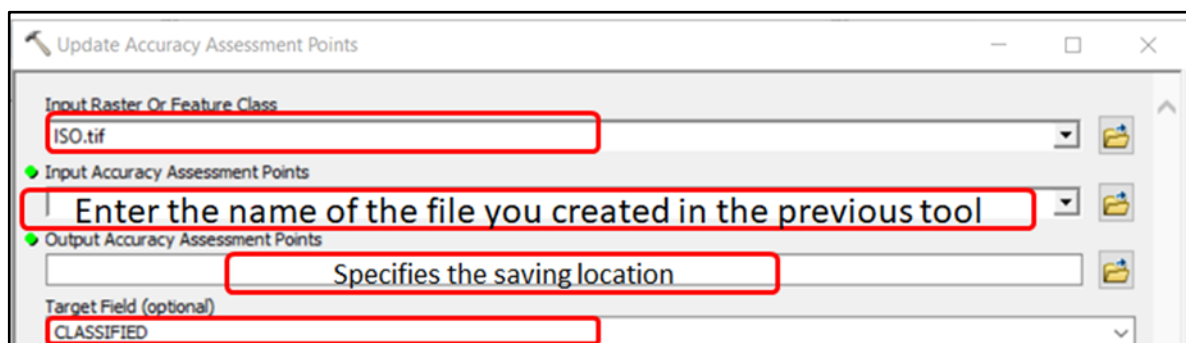 Update Accuracy Assessment Points
Input Raster Or Feature Class
ISO.tif
Input Accuracy Assessment Points
Enter the name of the file you created in the previous tool
Output Accuracy Assessment Points
Specifies the saving location
Target Field (optional)
CLASSIFIED